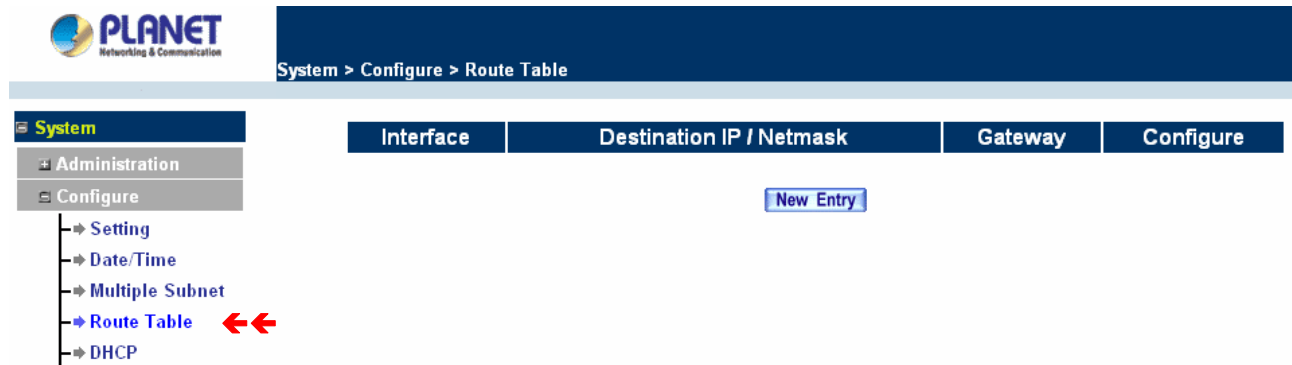 PLANET
Networking & Communication
System > Configure > Route Table
System
Administration
Configure
Setting
Date/Time
Multiple Subnet
Route Table
DHCP
Interface Destination IP / Netmask Gateway Configure
New Entry